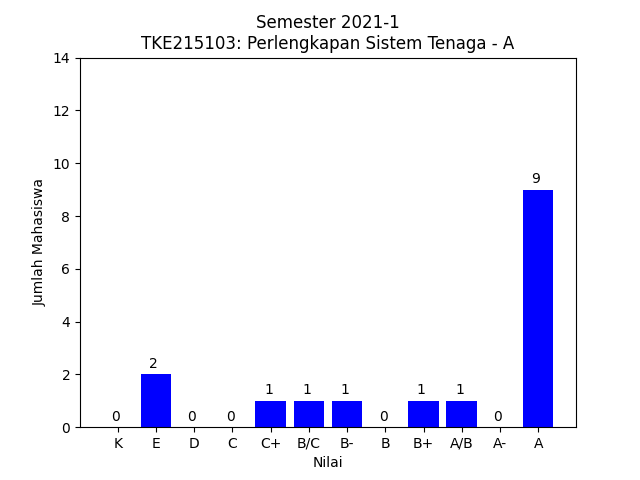 Semester 2021-1
TKE215103: Perlengkapan Sistem Tenaga - A
14
12
10
8
6
4
2
0
Jumlah Mahasiswa
0 2 0 0 1 1 1 0 1 1 0 9
K E D C C+ B/C B- B B+ A/B A- A
Nilai